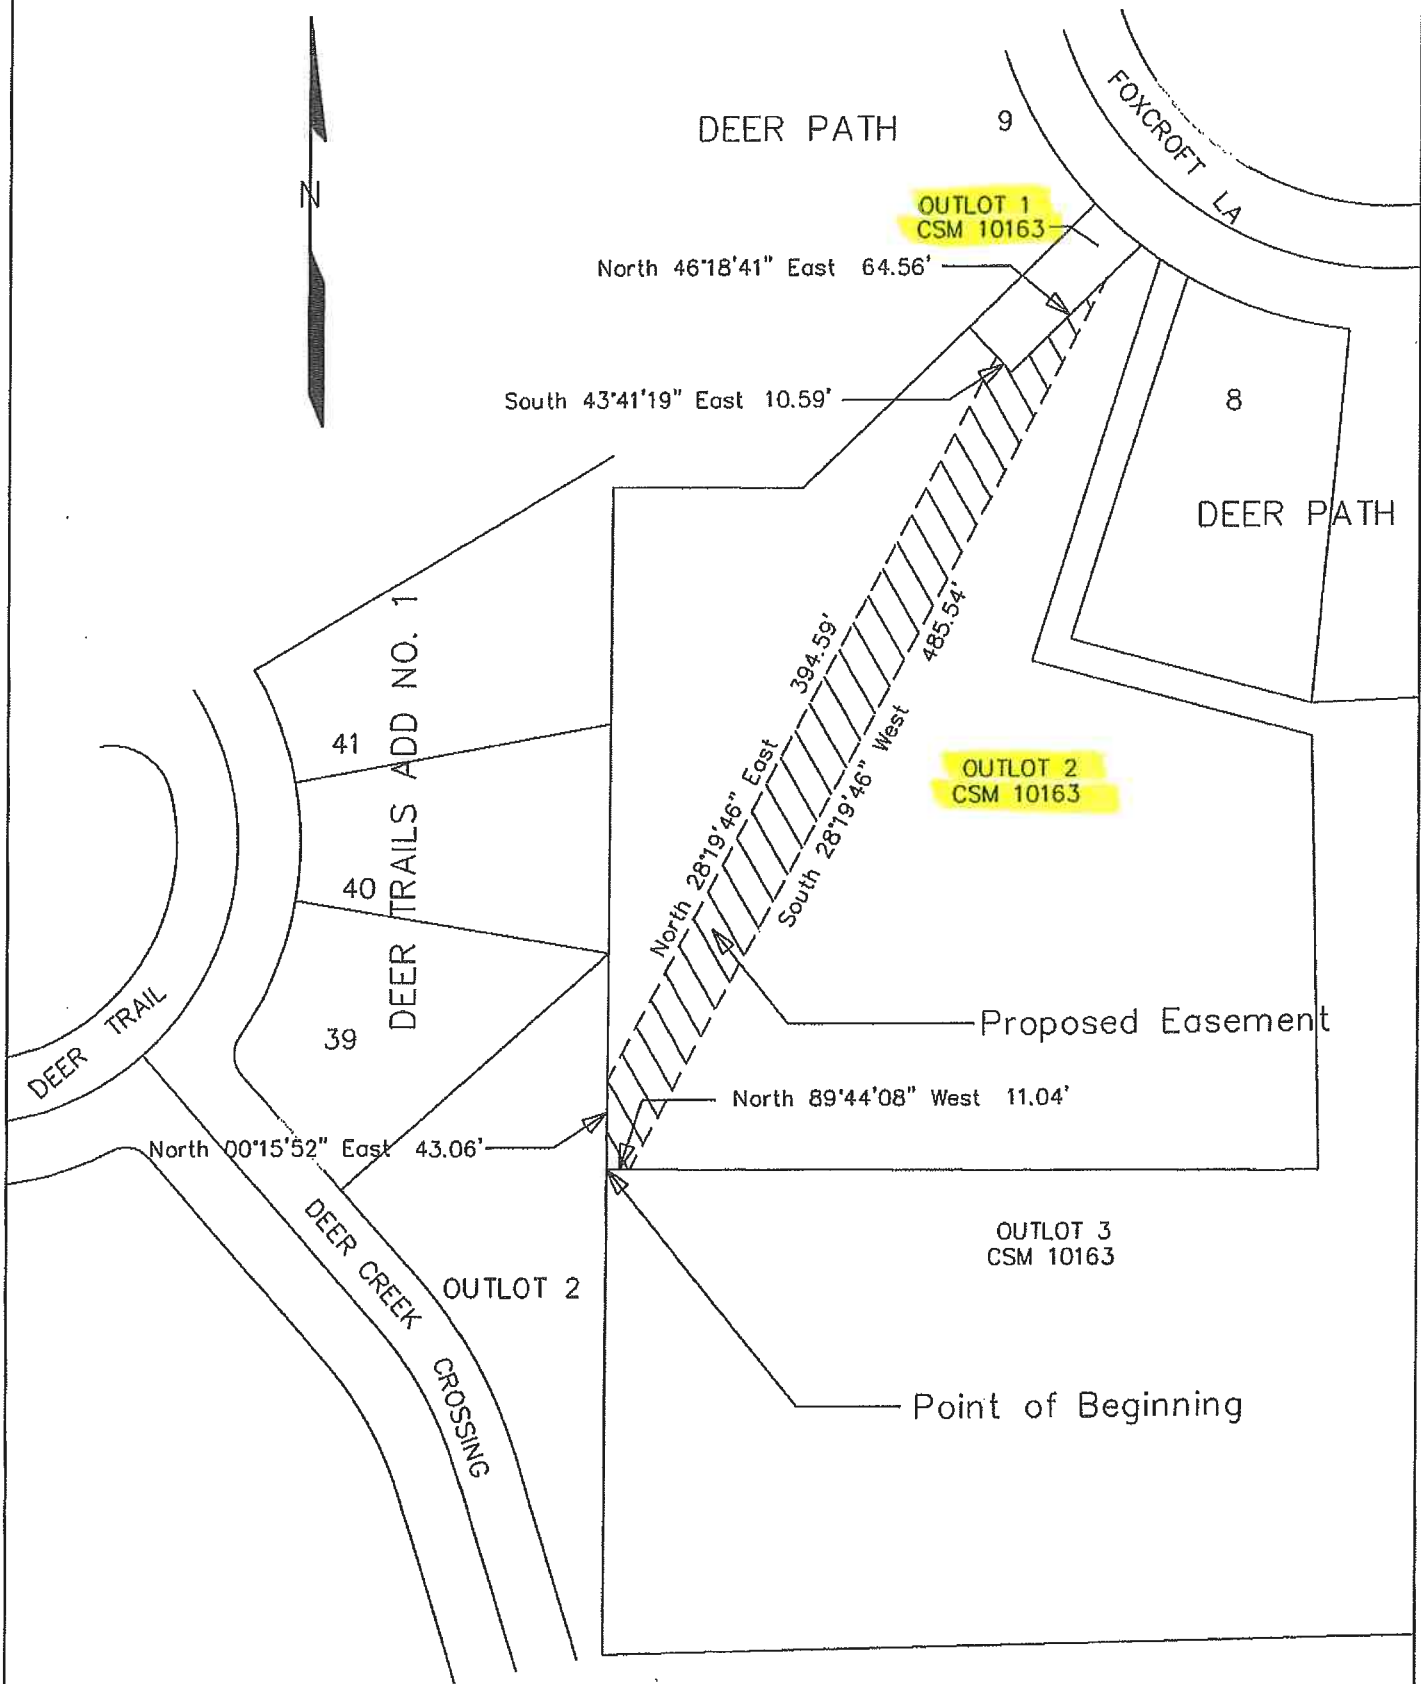 N
DEER PATH
9
FOXCROFT LA
OUTLOT 1
CSM 10163
North 46°18'41" East 64.56'
South 43°41'19" East 10.59'
8
DEER PATH
394.59'
North 28°19'46" East
485.54'
South 28°19'46" West
41
DEER TRAILS ADD NO. 1
40
39
OUTLOT 2
CSM 10163
DEER TRAIL
Proposed Easement
North 89°44'08" West 11.04'
North 00°15'52" East 43.06'
DEER CREEK CROSSING
OUTLOT 2
OUTLOT 3
CSM 10163
Point of Beginning